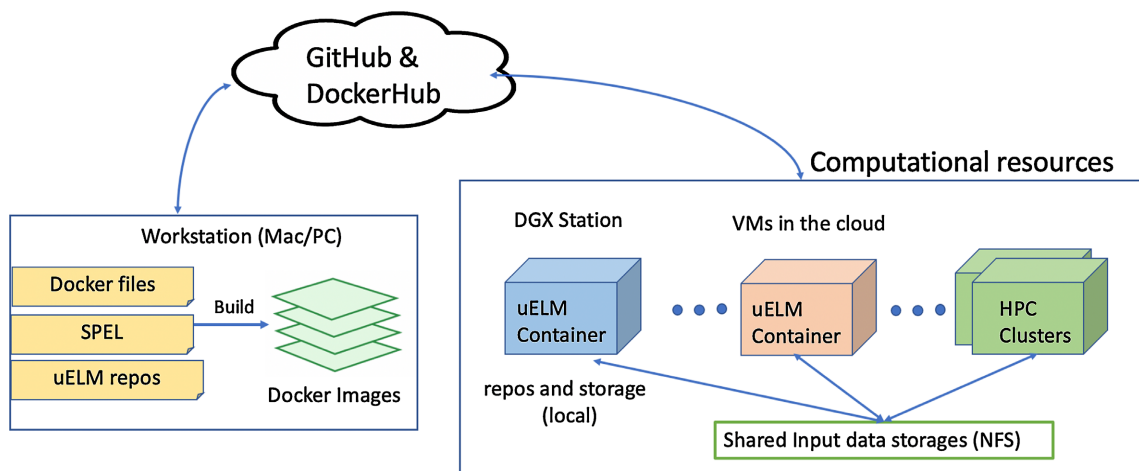 GitHub &
DockerHub
Computational resources
Workstation (Mac/PC)
Docker files
SPEL
uELM repos
Build
Docker Images
DGX Station
VMs in the cloud
uELM
Container
uELM
Container
HPC
Clusters
repos and storage
(local)
Shared Input data storages (NFS)